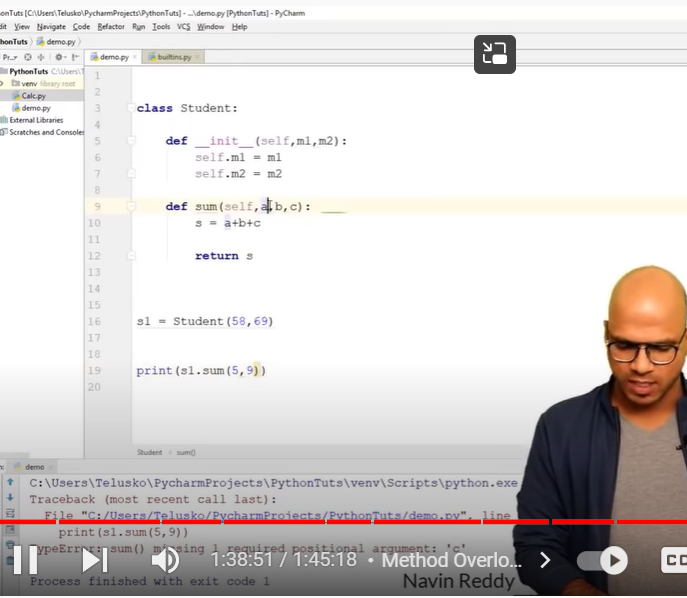 nTuts [C:\Users\Telusko\PycharmProjects\PythonTuts] - ...\demo.py [PythonTuts] - PyCharm
dit View Navigate Code Refactor Run Tools VCS Window Help
honTuts demo.py
Pr... demo.py builtins.py
PythonTuts C:\Users\T
venv library root
Calc.py
demo.py
External Libraries
Scratches and Consoles
1
2
3 class Student:
4
5 def __init__(self,m1,m2):
6 self.m1 = m1
7 self.m2 = m2
8
9 def sum(self,a,b,c):
10 s = a+b+c
11
12 return s
13
14
15
16 s1 = Student(58,69)
17
18
19 print(s1.sum(5,9))
20
Student sum()
n: demo
C:\Users\Telusko\PycharmProjects\PythonTuts\venv\Scripts\python.exe
Traceback (most recent call last):
File "C:/Users/Telusko/PycharmProjects/PythonTuts/demo.py", line
print(s1.sum(5,9))
TypeError: sum() missing 1 required positional argument: 'c'
1:38:51 / 1:45:18 • Method Overlo...
CC
Process finished with exit code 1
Navin Reddy